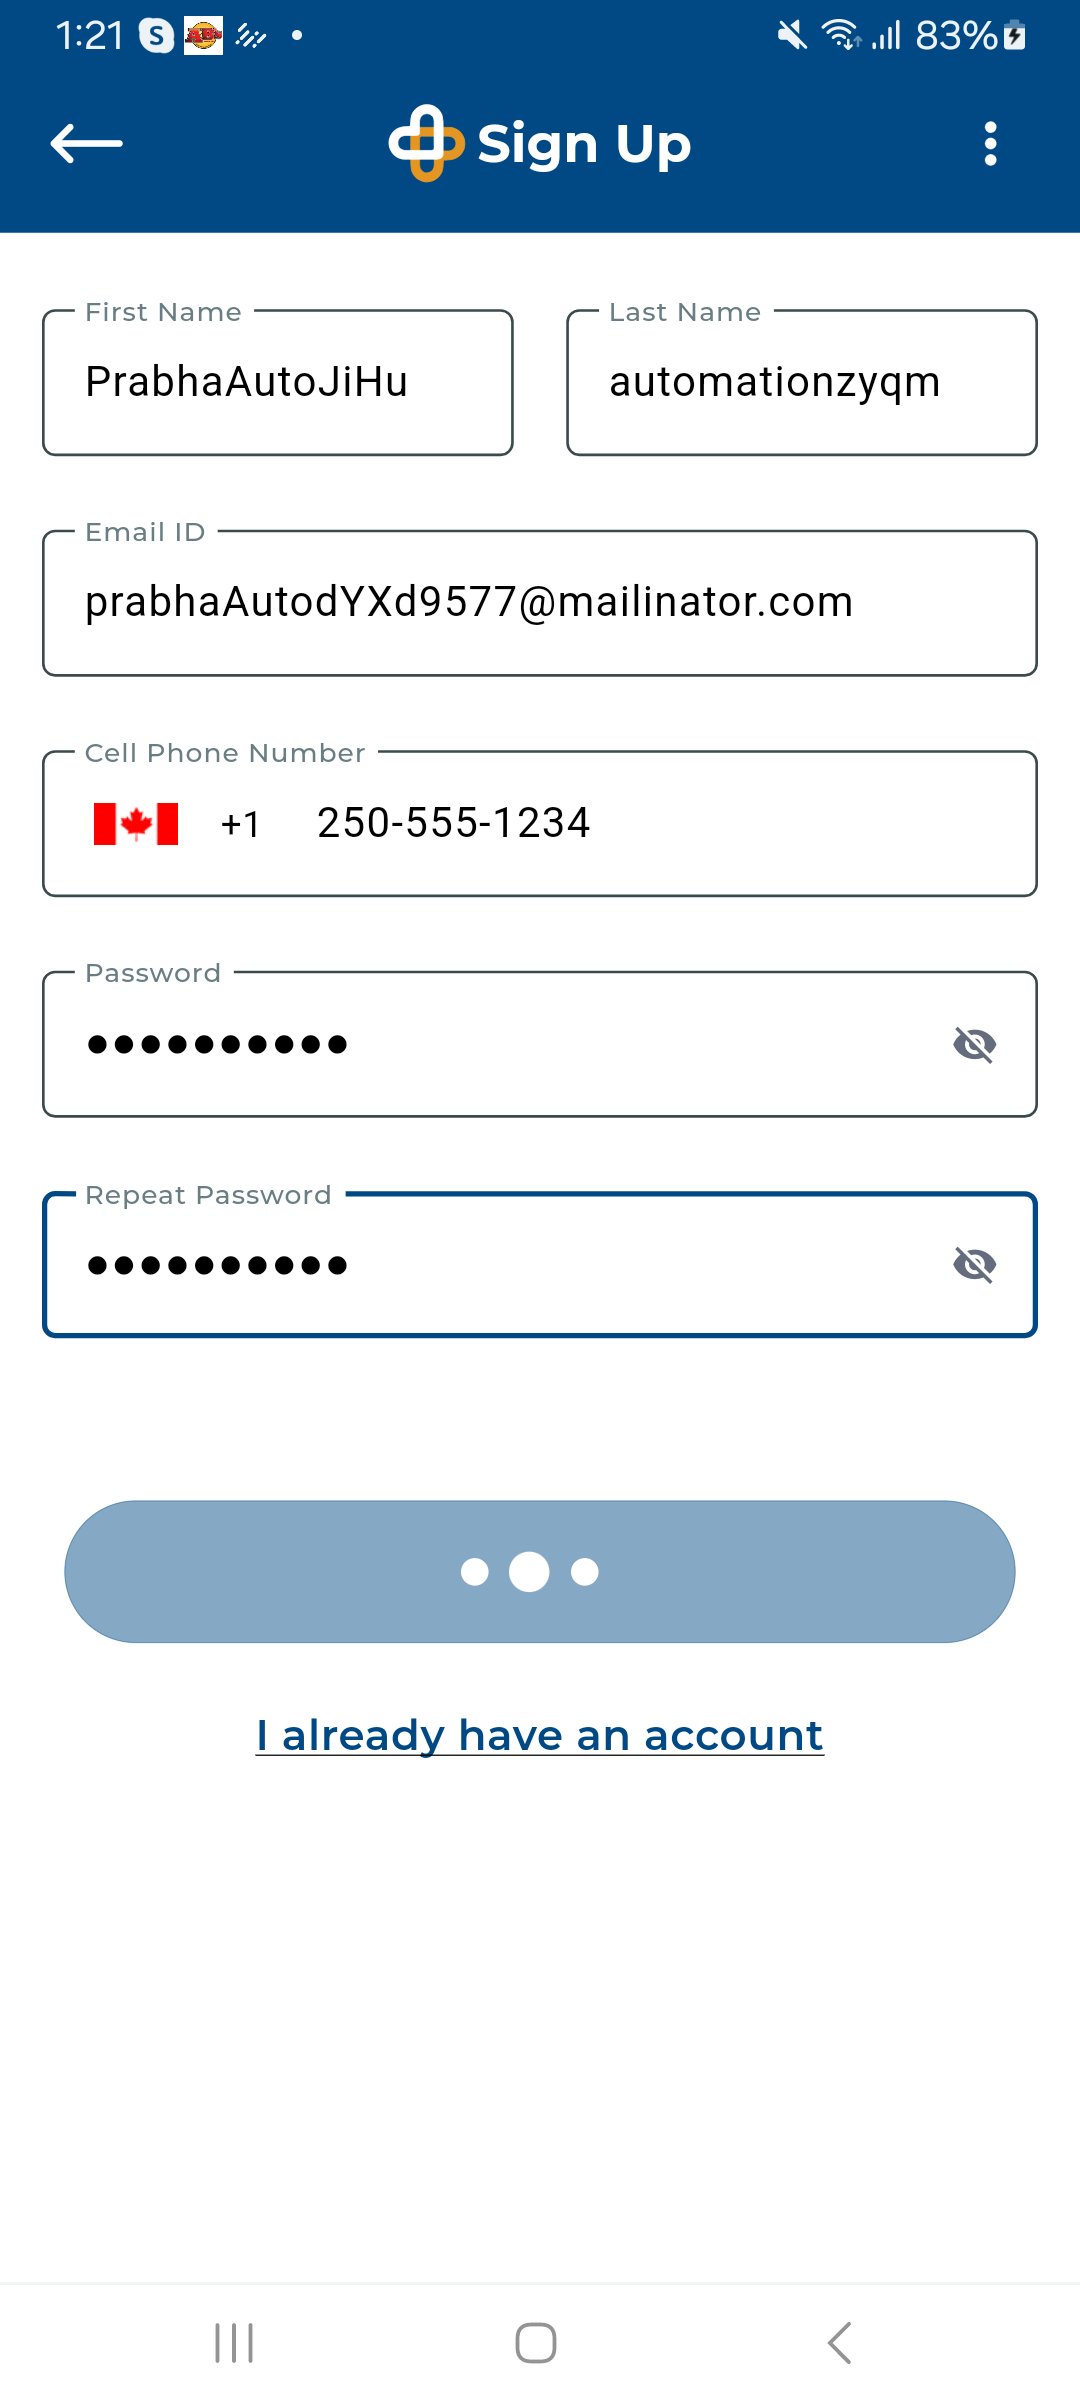 1:21 S 83%
Sign Up
First Name Last Name
PrabhaAutoJiHu automationzyqm
Email ID
prabhaAutodYXd9577@mailinator.com
Cell Phone Number
+1 250-555-1234
Password
••••••••••
Repeat Password
••••••••••
I already have an account